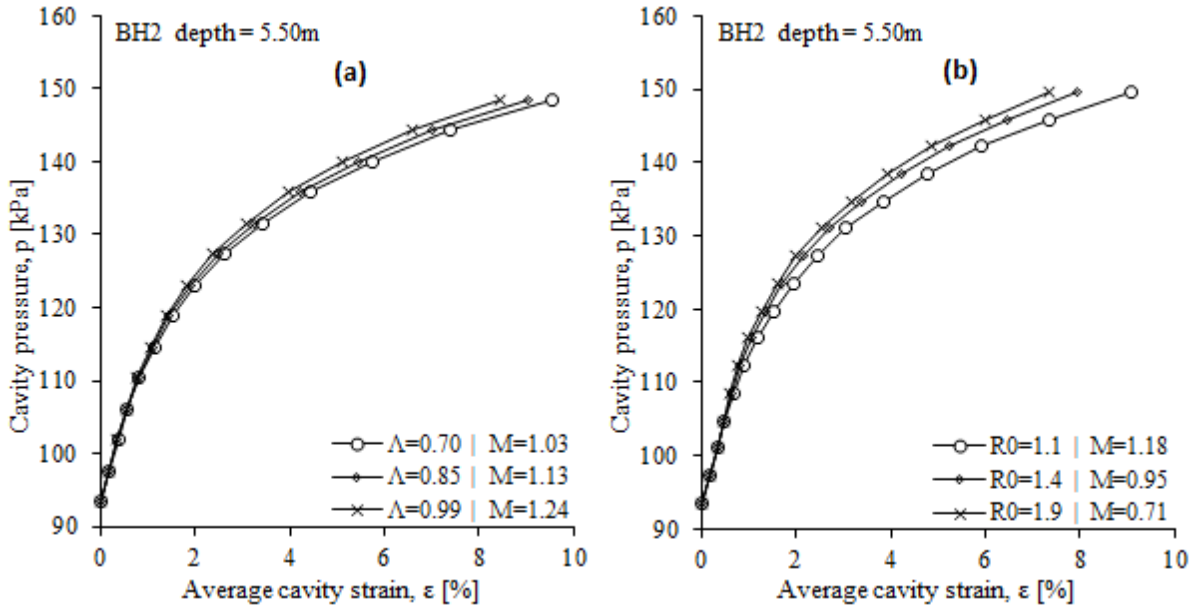 160
150
140
130
120
110
100
90
Cavity pressure, p [kPa]
BH2 depth = 5.50m
(a)
Λ=0.70 | M=1.03
Λ=0.85 | M=1.13
Λ=0.99 | M=1.24
0 2 4 6 8 10
Average cavity strain, ε [%]
160
150
140
130
120
110
100
90
Cavity pressure, p [kPa]
BH2 depth = 5.50m
(b)
R0=1.1 | M=1.18
R0=1.4 | M=0.95
R0=1.9 | M=0.71
0 2 4 6 8 10
Average cavity strain, ε [%]